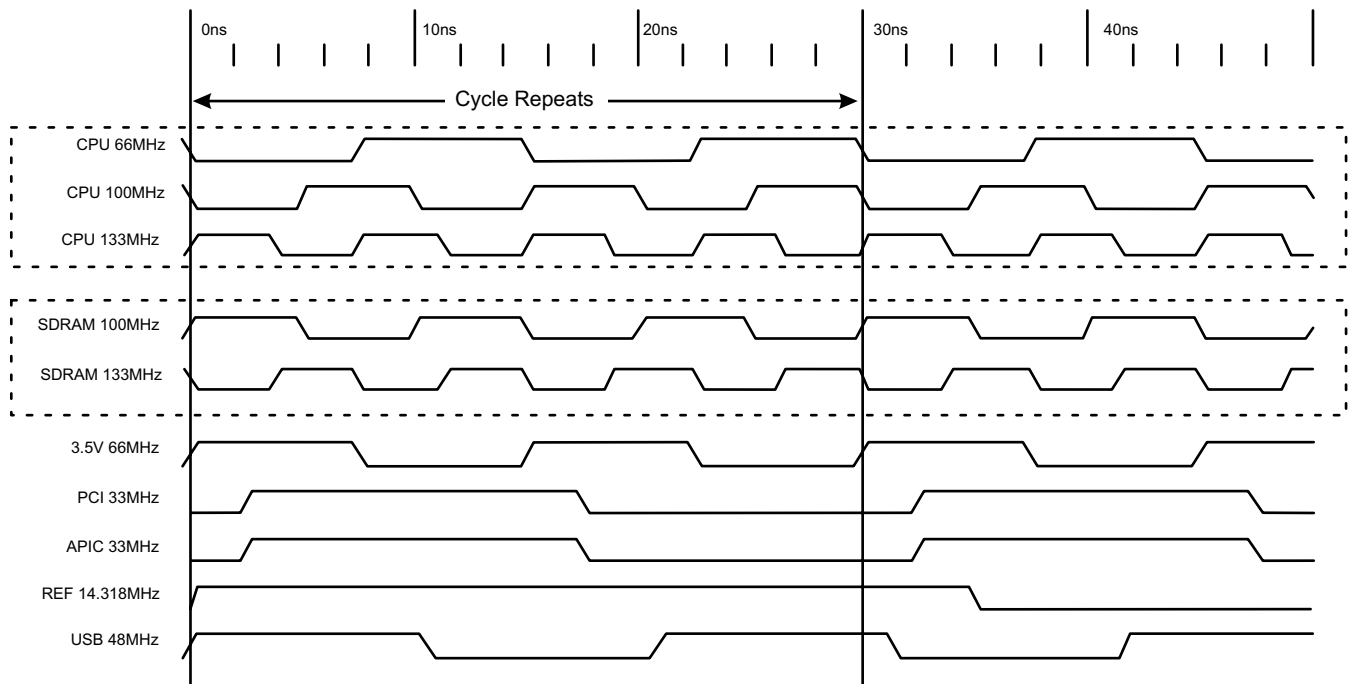 0ns 10ns 20ns 30ns 40ns
Cycle Repeats
CPU 66MHz
CPU 100MHz
CPU 133MHz
SDRAM 100MHz
SDRAM 133MHz
3.5V 66MHz
PCI 33MHz
APIC 33MHz
REF 14.318MHz
USB 48MHz